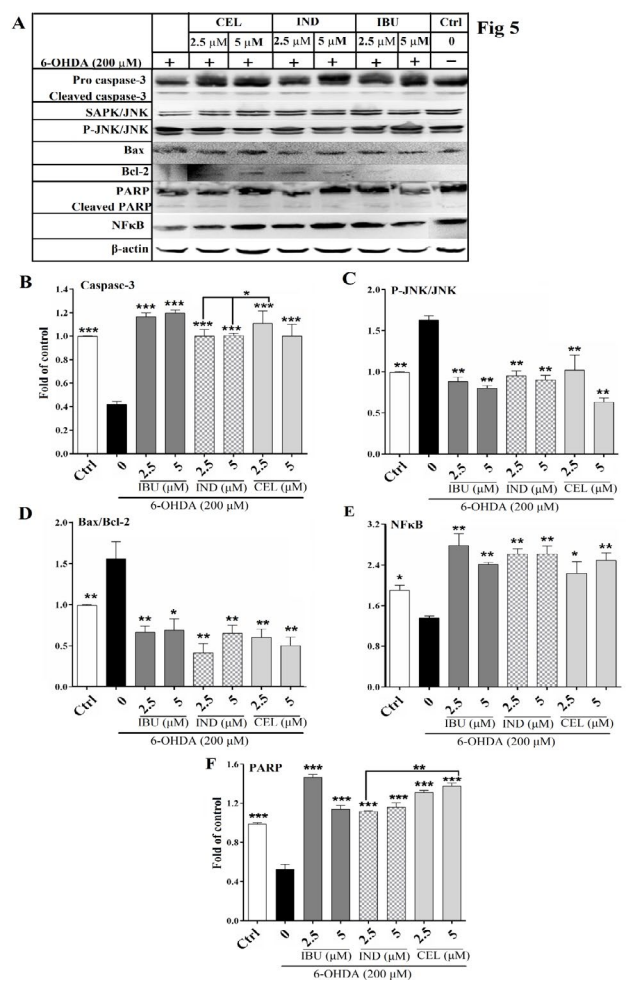 A
Fig 5
CEL IND IBU Ctrl
2.5 μM 5 μM 2.5 μM 5 μM 2.5 μM 5 μM 0
6-OHDA (200 μM) + + + + + + + −
Pro caspase-3
Cleaved caspase-3
SAPK/JNK
P-JNK/JNK
Bax
Bcl-2
PARP
Cleaved PARP
NFκB
β-actin
B
Caspase-3
Fold of control
1.4
1.2
1.0
0.8
0.6
0.4
0.2
0.0
*** *** *** *** *** *** ***
*
Ctrl 0 2.5 5 2.5 5 2.5 5
IBU (μM) IND (μM) CEL (μM)
6-OHDA (200 μM)
C
P-JNK/JNK
2.0
1.5
1.0
0.5
0.0
** ** ** ** ** ** **
Ctrl 0 2.5 5 2.5 5 2.5 5
IBU (μM) IND (μM) CEL (μM)
6-OHDA (200 μM)
D
Bax/Bcl-2
2.0
1.5
1.0
0.5
0.0
** ** * ** ** ** **
Ctrl 0 2.5 5 2.5 5 2.5 5
IBU (μM) IND (μM) CEL (μM)
6-OHDA (200 μM)
E
NFκB
3.2
2.4
1.6
0.8
0.0
* ** ** ** ** * **
Ctrl 0 2.5 5 2.5 5 2.5 5
IBU (μM) IND (μM) CEL (μM)
6-OHDA (200 μM)
F
PARP
Fold of control
1.6
1.2
0.8
0.4
0.0
*** *** *** *** *** *** ***
**
Ctrl 0 2.5 5 2.5 5 2.5 5
IBU (μM) IND (μM) CEL (μM)
6-OHDA (200 μM)